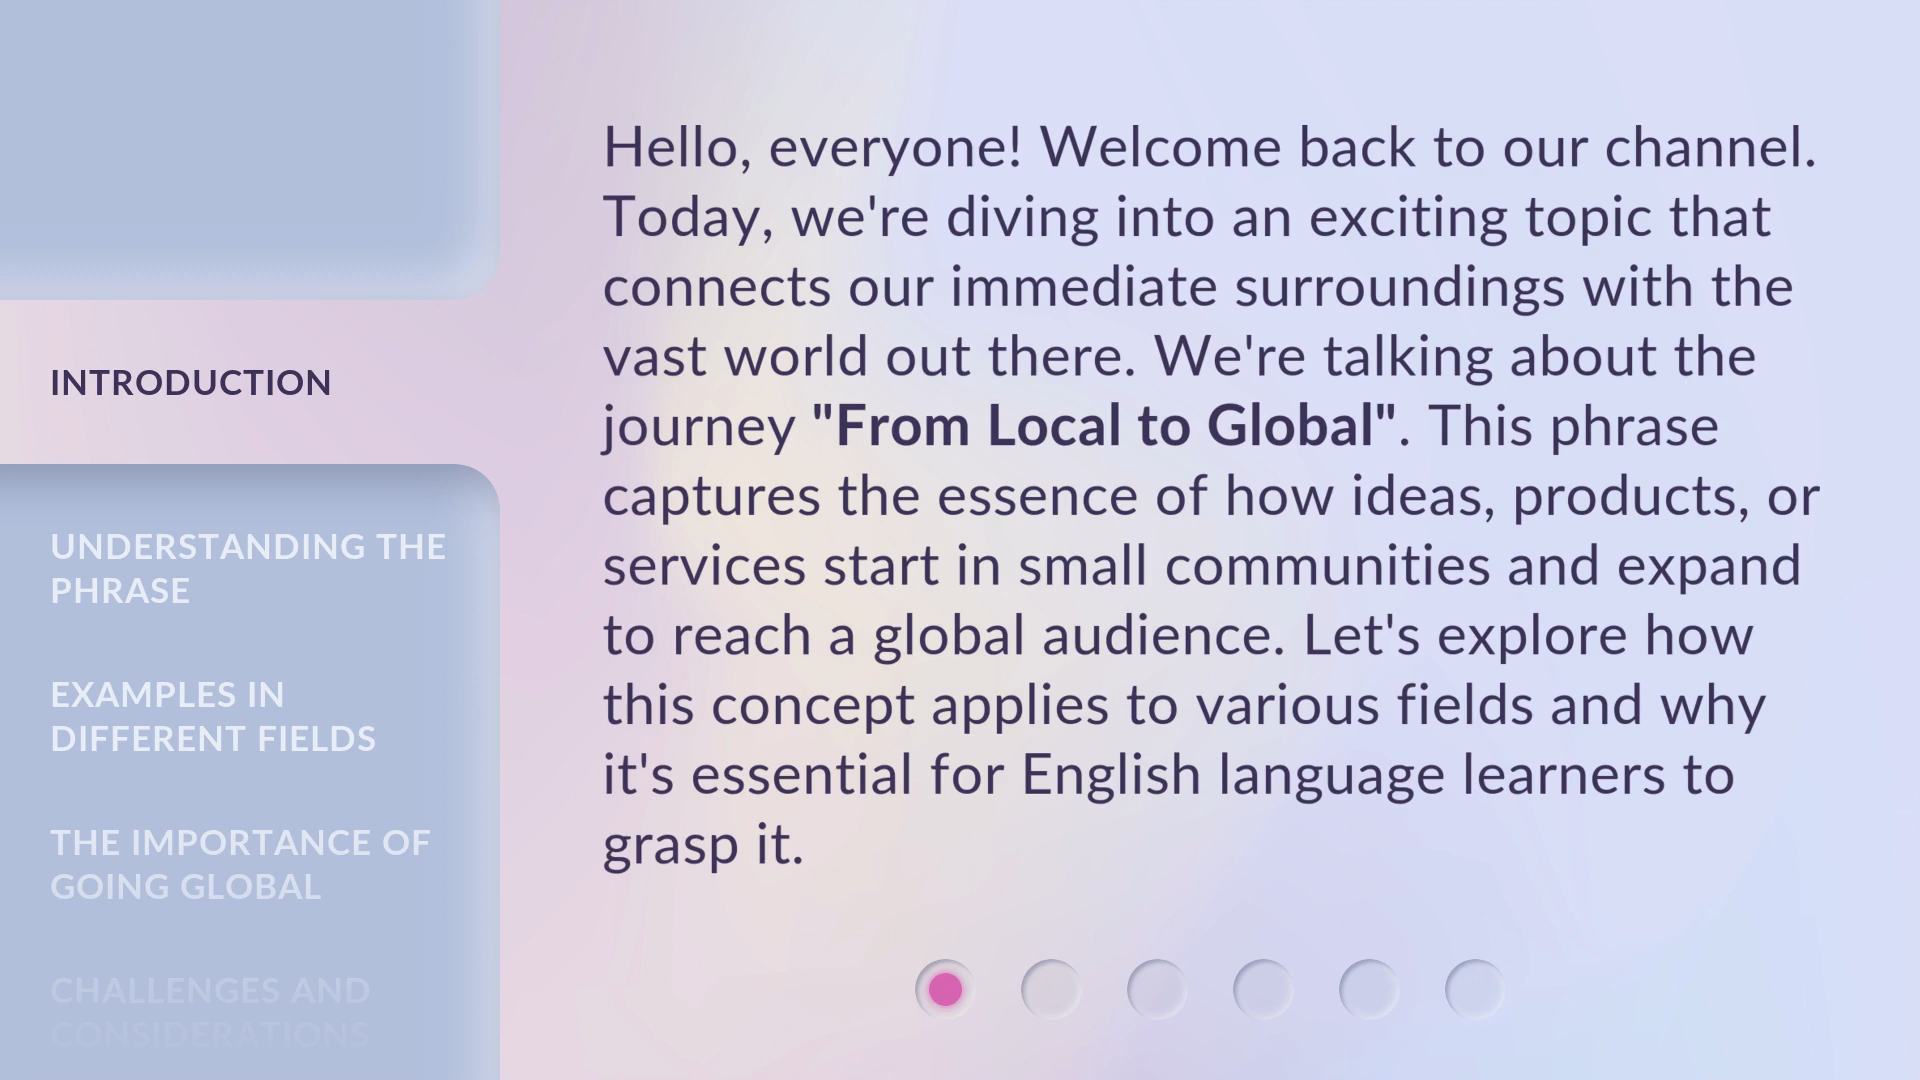 INTRODUCTION
UNDERSTANDING THE
PHRASE
EXAMPLES IN
DIFFERENT FIELDS
THE IMPORTANCE OF
GOING GLOBAL
CHALLENGES AND
CONSIDERATIONS
Hello, everyone! Welcome back to our channel.
Today, we're diving into an exciting topic that
connects our immediate surroundings with the
vast world out there. We're talking about the
journey "From Local to Global". This phrase
captures the essence of how ideas, products, or
services start in small communities and expand
to reach a global audience. Let's explore how
this concept applies to various fields and why
it's essential for English language learners to
grasp it.